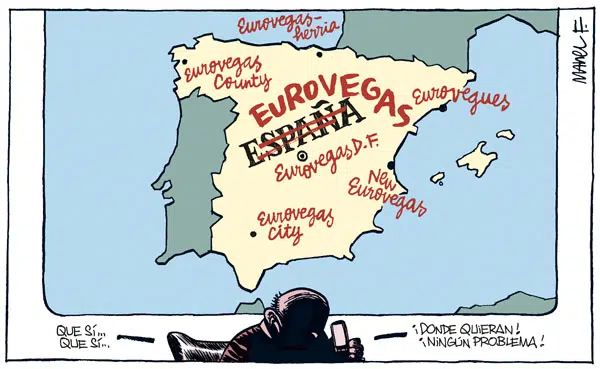 Eurovegas-
herria
MANEL F.
Eurovegas
County
EUROVEGAS
ESPAÑA
Eurovegues
Eurovegas D.F.
New
Eurovegas
Eurovegas
city
QUE SÍ...
QUE SÍ...
¡DONDE QUIERAN!
¡NINGÚN PROBLEMA!